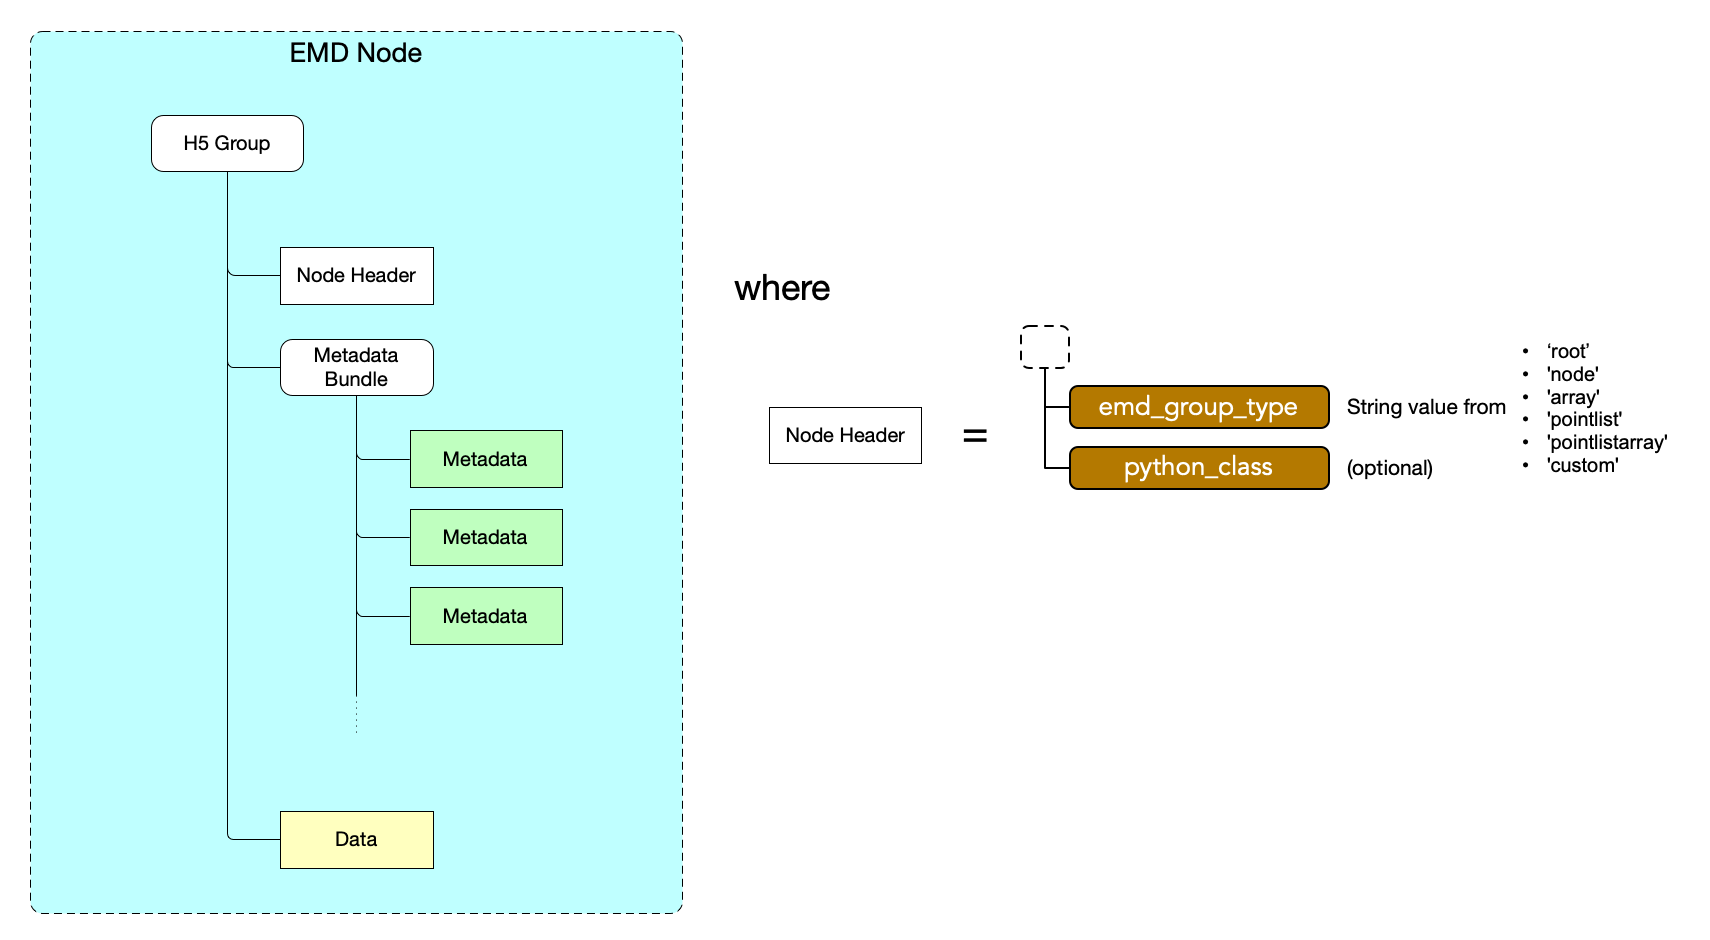 EMD Node
H5 Group
Node Header
Metadata
Bundle
Metadata
Metadata
Metadata
Data
where
Node Header
=
emd_group_type
String value from
python_class
(optional)
• ‘root’
• 'node'
• 'array'
• 'pointlist'
• 'pointlistarray'
• 'custom'